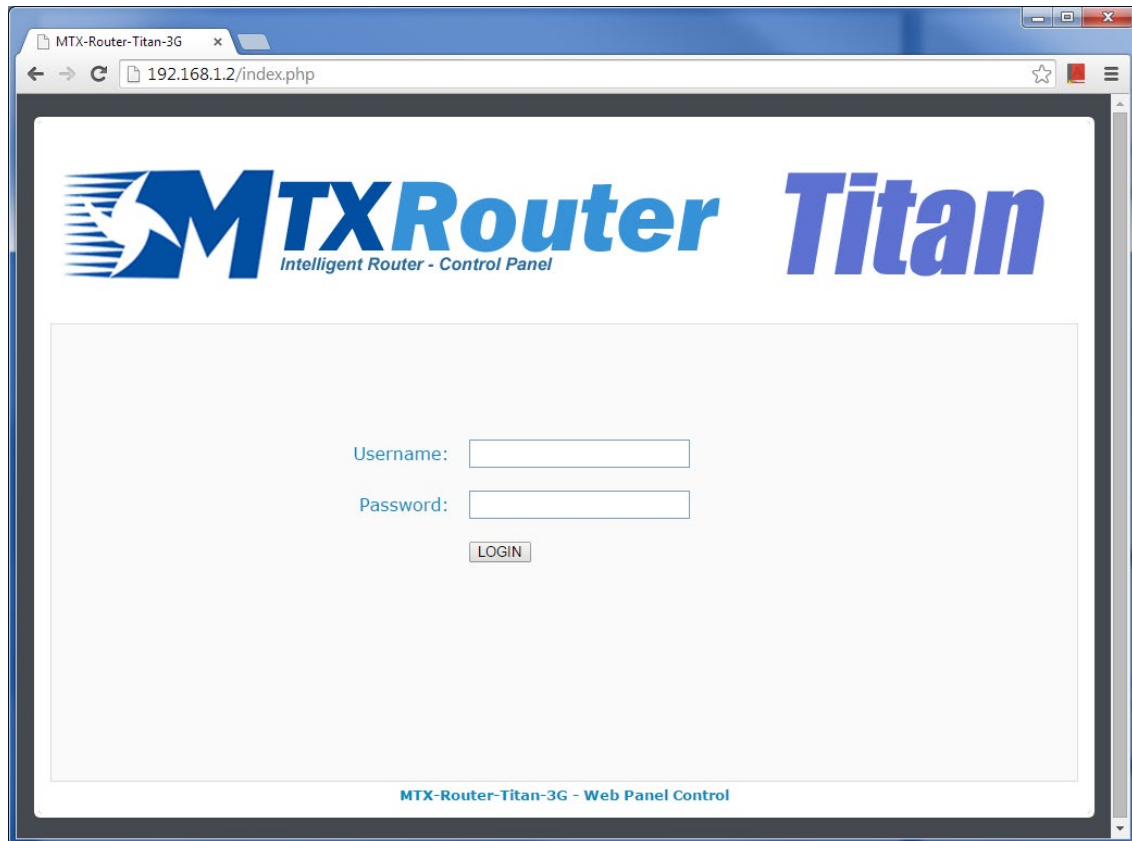 MTX-Router-Titan-3G
192.168.1.2/index.php
MTXRouter Titan
Intelligent Router - Control Panel
Username:
Password:
LOGIN
MTX-Router-Titan-3G - Web Panel Control